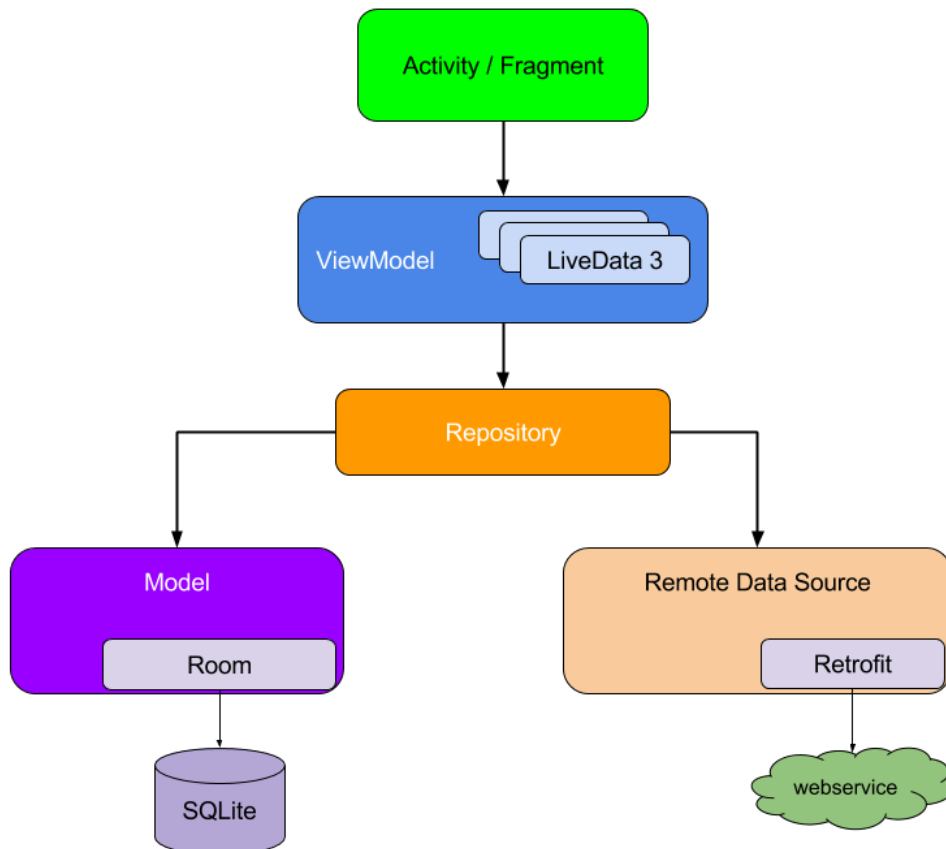 Activity / Fragment
ViewModel
LiveData 3
Repository
Model
Remote Data Source
Room
Retrofit
SQLite
webservice